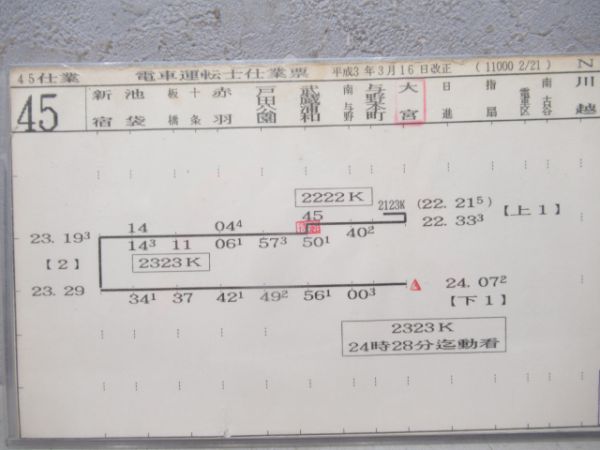 45仕業 電車運転士仕業票 平成3年3月16日改正 (11000 2/21) N
45 新宿 池袋 板橋 十条 赤羽 戸田公園 武蔵浦和 南与野 与野本町 大宮 日進 指扇 電車区 南古谷 川越
2222K
2123K (22.21⁵)
14 04⁴ 45 【上1】
23.19³ 22.33³
14³ 11 06¹ 57³ 50¹ 40²
【2】 2323K
24.07²
23.29
34¹ 37 42¹ 49² 56¹ 00³ 【下1】
2323K
24時28分迄動看